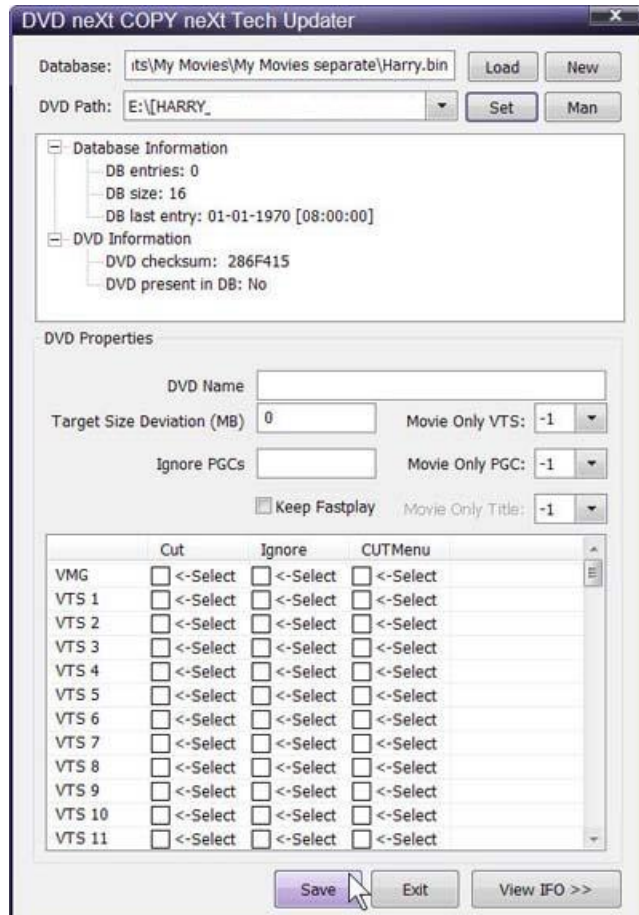 DVD neXt COPY neXt Tech Updater
Database: ıts\My Movies\My Movies separate\Harry.bin Load New
DVD Path: E:\[HARRY_ Set Man
Database Information
DB entries: 0
DB size: 16
DB last entry: 01-01-1970 [08:00:00]
DVD Information
DVD checksum: 286F415
DVD present in DB: No
DVD Properties
DVD Name
Target Size Deviation (MB) 0 Movie Only VTS: -1
Ignore PGCs Movie Only PGC: -1
Keep Fastplay Movie Only Title: -1
Cut Ignore CUTMenu
VMG <-Select <-Select <-Select
VTS 1 <-Select <-Select <-Select
VTS 2 <-Select <-Select <-Select
VTS 3 <-Select <-Select <-Select
VTS 4 <-Select <-Select <-Select
VTS 5 <-Select <-Select <-Select
VTS 6 <-Select <-Select <-Select
VTS 7 <-Select <-Select <-Select
VTS 8 <-Select <-Select <-Select
VTS 9 <-Select <-Select <-Select
VTS 10 <-Select <-Select <-Select
VTS 11 <-Select <-Select <-Select
Save Exit View IFO >>